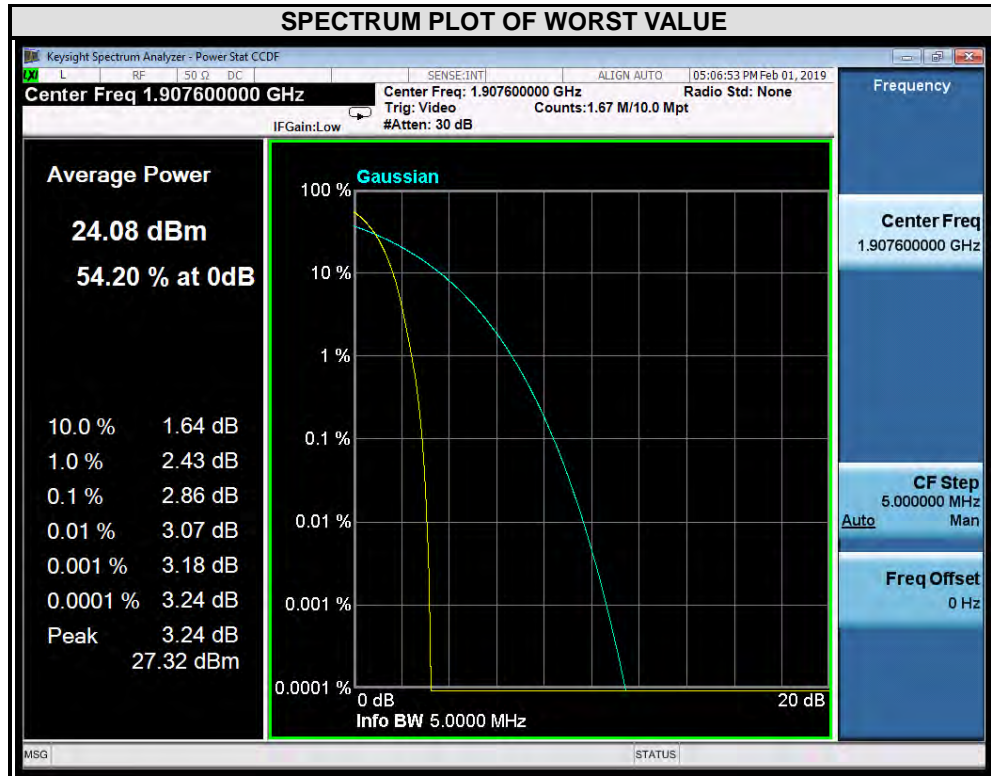 SPECTRUM PLOT OF WORST VALUE
Keysight Spectrum Analyzer - Power Stat CCDF
LXI L RF 50 Ω DC SENSE:INT ALIGN AUTO 05:06:53 PM Feb 01, 2019
Center Freq 1.907600000 GHz
Center Freq: 1.907600000 GHz Radio Std: None
Trig: Video Counts:1.67 M/10.0 Mpt
IFGain:Low #Atten: 30 dB
Frequency
Average Power
24.08 dBm
54.20 % at 0dB
10.0 % 1.64 dB
1.0 % 2.43 dB
0.1 % 2.86 dB
0.01 % 3.07 dB
0.001 % 3.18 dB
0.0001 % 3.24 dB
Peak 3.24 dB
27.32 dBm
Gaussian
100 %
10 %
1 %
0.1 %
0.01 %
0.001 %
0.0001 %
0 dB 20 dB
Info BW 5.0000 MHz
Center Freq
1.907600000 GHz
CF Step
5.000000 MHz
Auto Man
Freq Offset
0 Hz
MSG STATUS